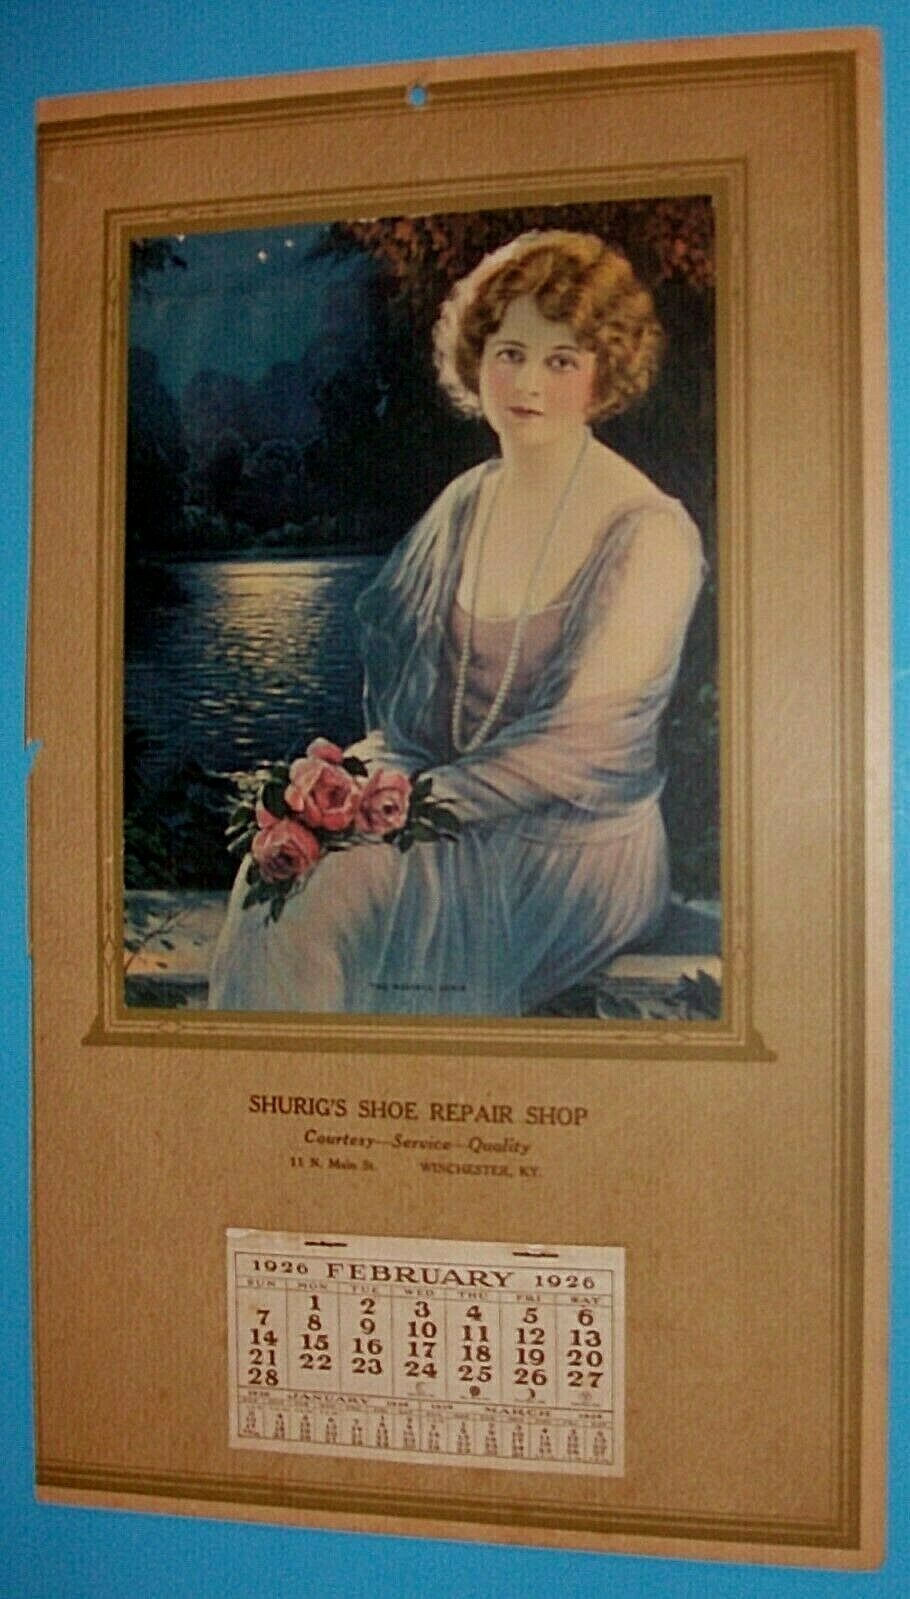 SHURIG'S SHOE REPAIR SHOP
Courtesy—Service—Quality
11 N. Main St. WINCHESTER, KY.
1926 FEBRUARY 1926
SUN MON TUE WED THU FRI SAT
1 2 3 4 5 6
7 8 9 10 11 12 13
14 15 16 17 18 19 20
21 22 23 24 25 26 27
28
JANUARY MARCH